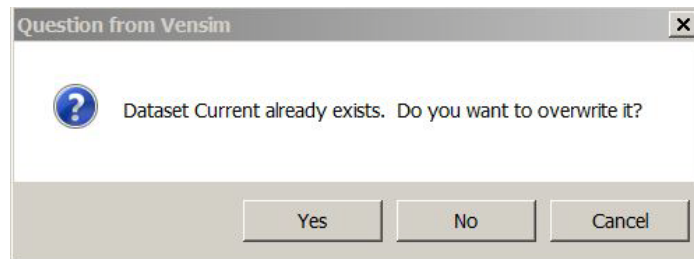 Question from Vensim
Dataset Current already exists.  Do you want to overwrite it?
Yes
No
Cancel